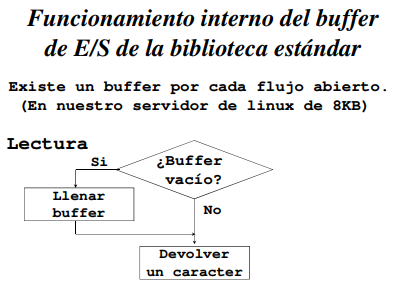 Funcionamiento interno del buffer
de E/S de la biblioteca estándar
Existe un buffer por cada flujo abierto.
(En nuestro servidor de linux de 8KB)
Lectura
Si
¿Buffer
vacío?
Llenar
buffer
No
Devolver
un caracter